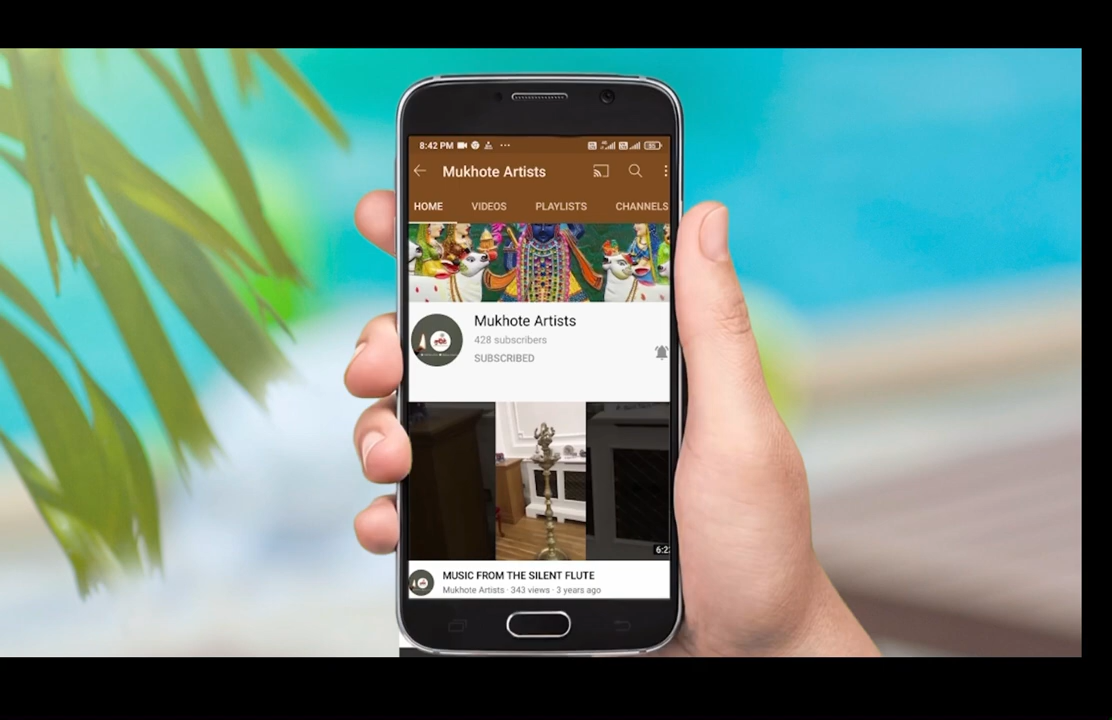 8:42 PM
Mukhote Artists
HOME VIDEOS PLAYLISTS CHANNELS
Mukhote Artists
428 subscribers
SUBSCRIBED
6:2
MUSIC FROM THE SILENT FLUTE
Mukhote Artists · 343 views · 3 years ago